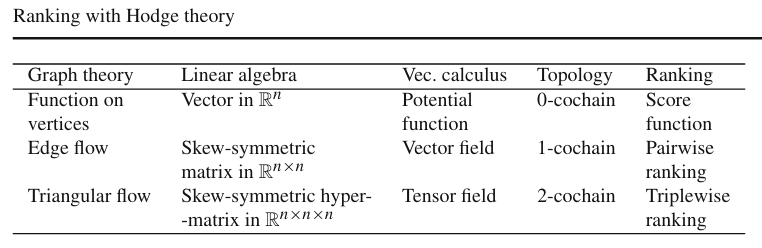 Ranking with Hodge theory
Graph theory Linear algebra Vec. calculus Topology Ranking
Function on Vector in ℝⁿ Potential 0-cochain Score
vertices function function
Edge flow Skew-symmetric Vector field 1-cochain Pairwise
matrix in ℝⁿ×ⁿ ranking
Triangular flow Skew-symmetric hyper- Tensor field 2-cochain Triplewise
-matrix in ℝⁿ×ⁿ×ⁿ ranking